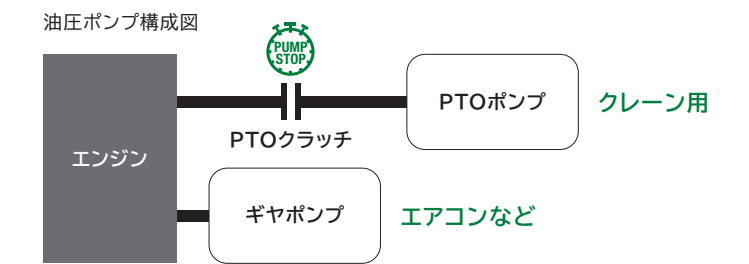 油圧ポンプ構成図
PUMP
STOP
PTOポンプ
クレーン用
PTOクラッチ
エンジン
ギヤポンプ
エアコンなど